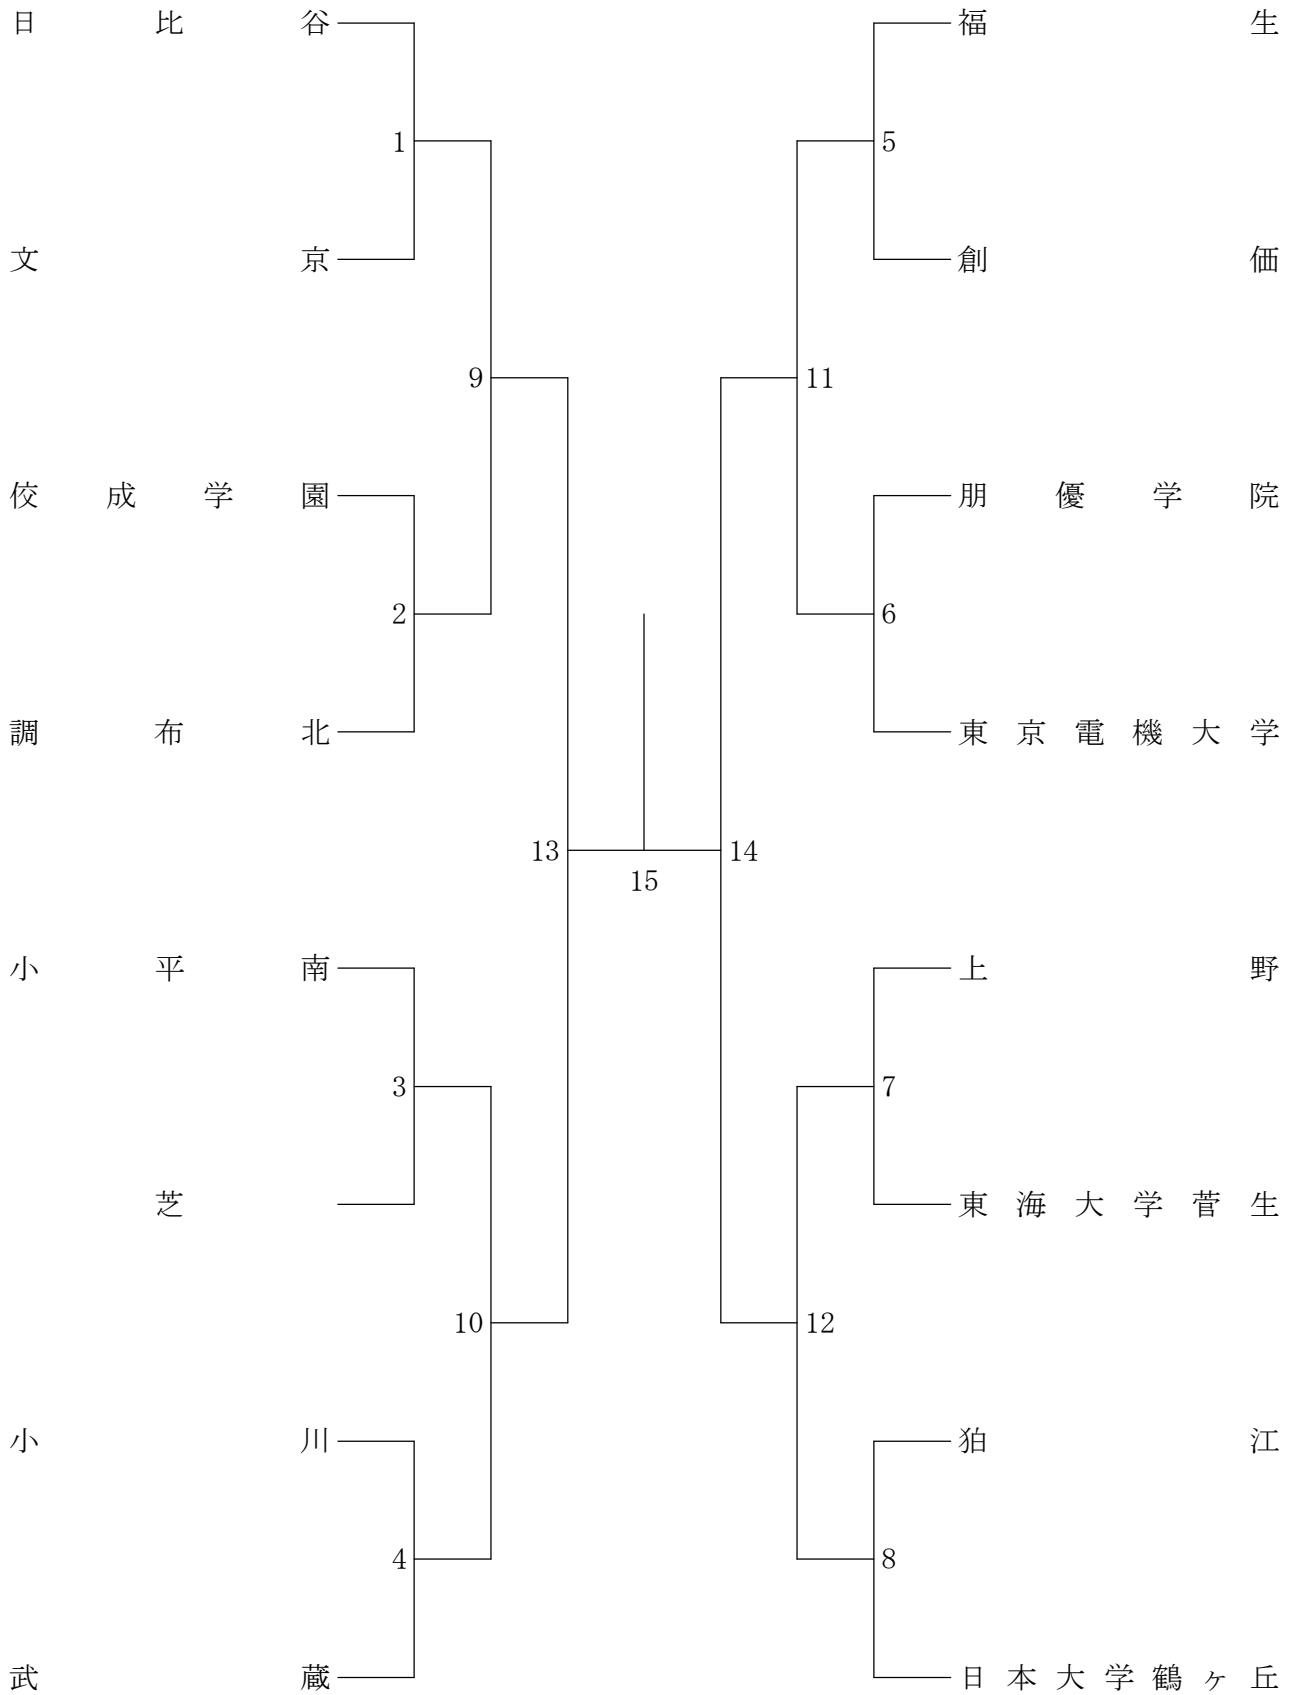 日比谷
1
文京
9
佼成学園
2
調布北
13
小平南
3
芝
10
小川
4
武蔵
15
福生
5
創価
11
朋優学院
6
東京電機大学
14
上野
7
東海大学菅生
12
狛江
8
日本大学鶴ヶ丘